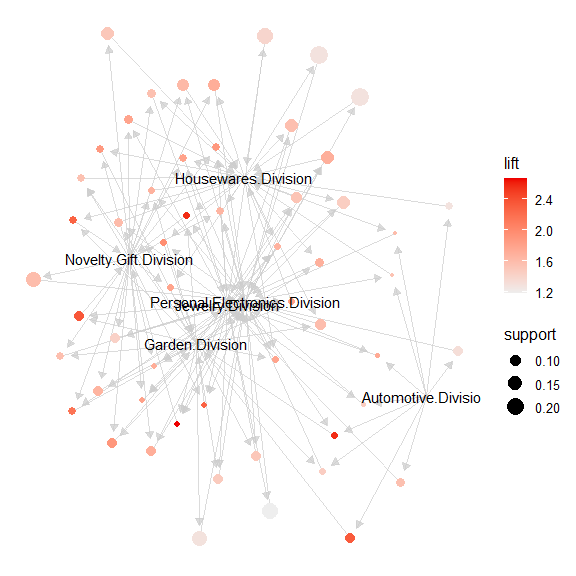 lift
Housewares.Division
2.4
2.0
Novelty.Gift.Division
1.6
1.2
Personal.Electronics.Division
Jewelry.Division
support
Garden.Division
0.10
0.15
Automotive.Divisio
0.20